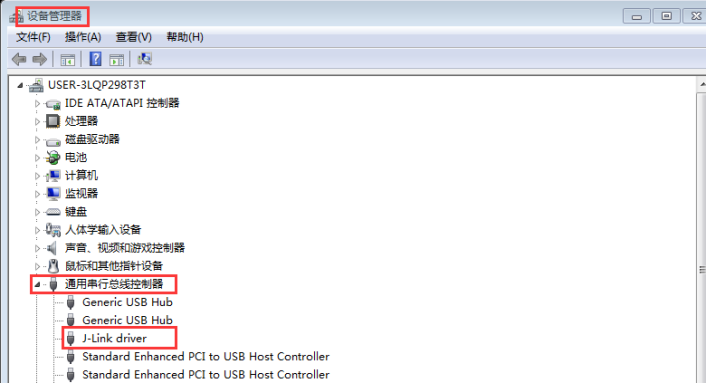 设备管理器
文件(F) 操作(A) 查看(V) 帮助(H)
USER-3LQP298T3T
IDE ATA/ATAPI 控制器
处理器
磁盘驱动器
电池
计算机
监视器
键盘
人体学输入设备
声音、视频和游戏控制器
鼠标和其他指针设备
通用串行总线控制器
Generic USB Hub
Generic USB Hub
J-Link driver
Standard Enhanced PCI to USB Host Controller
Standard Enhanced PCI to USB Host Controller